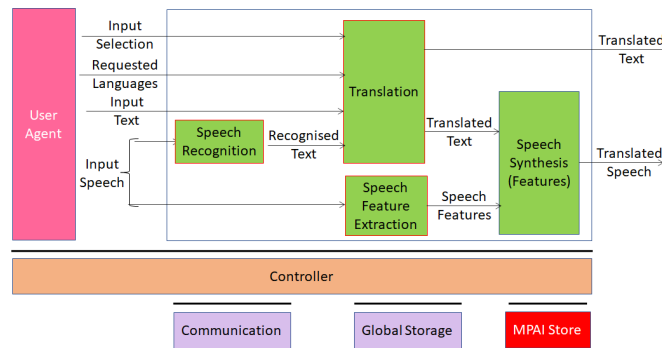 Input
Selection
Requested
Languages
Input
Text
User
Agent
Input
Speech
Speech
Recognition
Recognised
Text
Translation
Translated
Text
Translated
Text
Speech
Feature
Extraction
Speech
Features
Speech
Synthesis
(Features)
Translated
Speech
Controller
Communication
Global Storage
MPAI Store